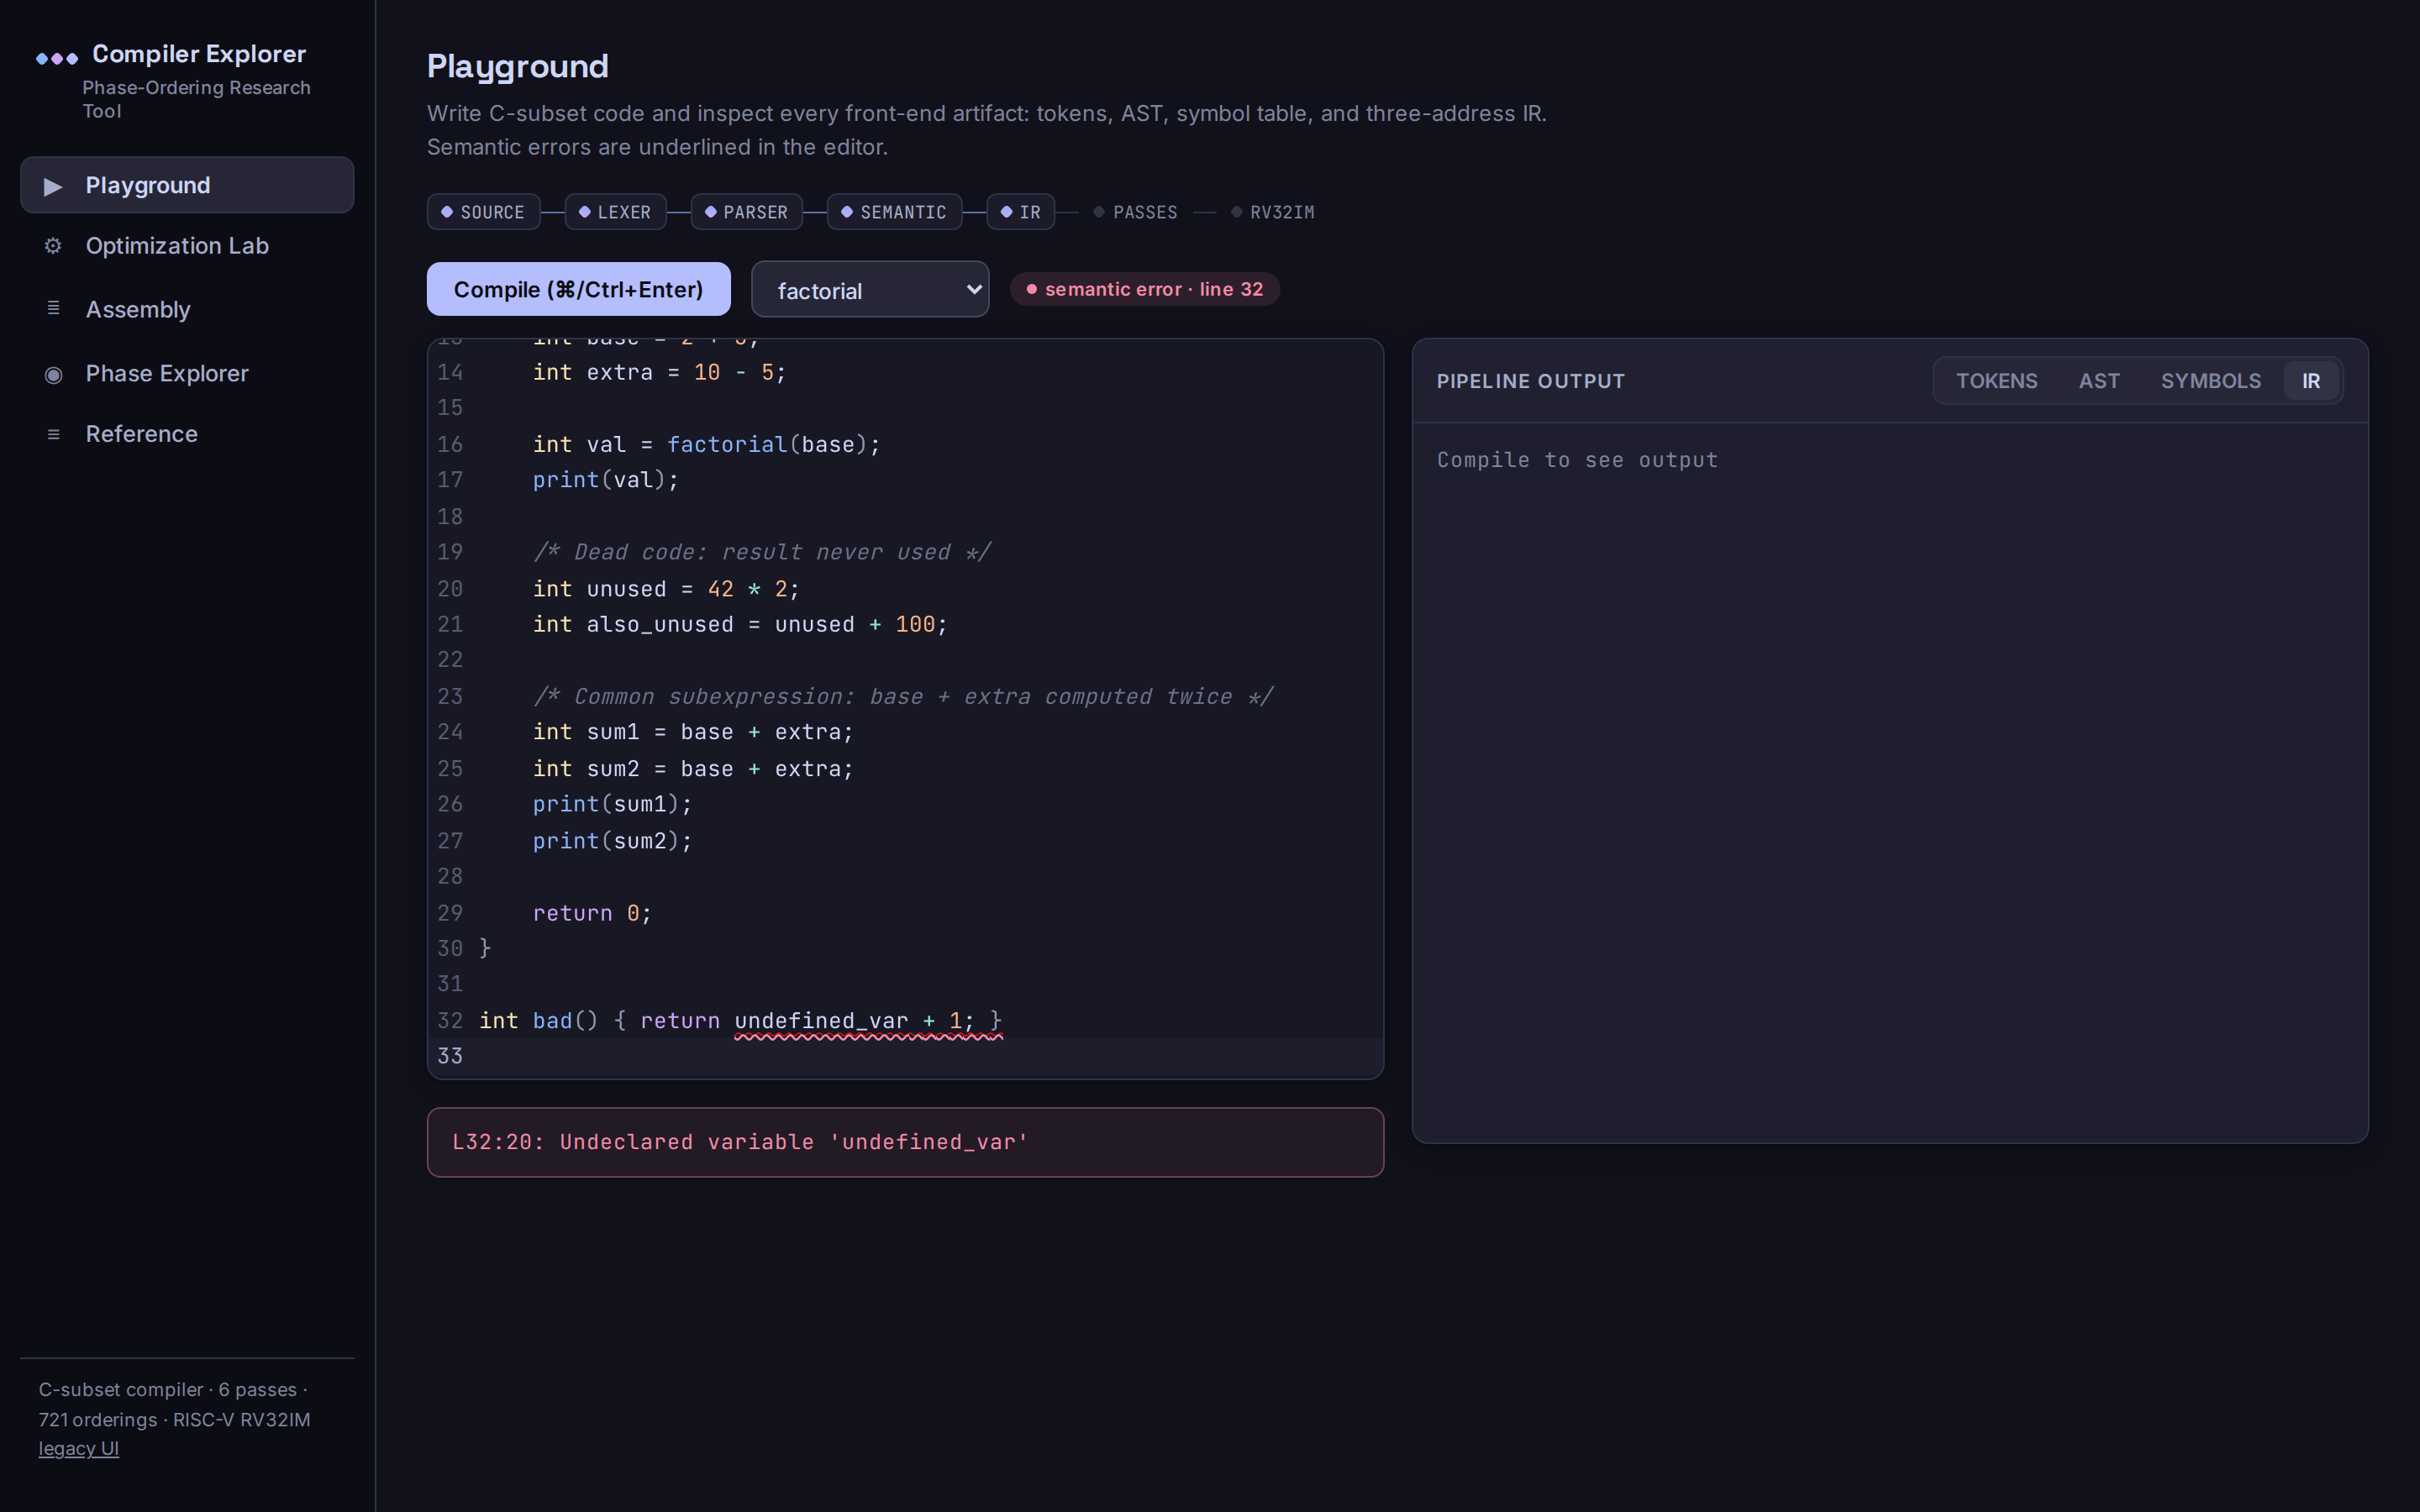 Compiler Explorer
Phase-Ordering Research
Tool
Playground
Optimization Lab
Assembly
Phase Explorer
Reference
C-subset compiler · 6 passes ·
721 orderings · RISC-V RV32IM
legacy UI
Playground
Write C-subset code and inspect every front-end artifact: tokens, AST, symbol table, and three-address IR.
Semantic errors are underlined in the editor.
SOURCE LEXER PARSER SEMANTIC IR PASSES RV32IM
Compile (⌘/Ctrl+Enter) factorial semantic error · line 32
14 int extra = 10 - 5;
15
16 int val = factorial(base);
17 print(val);
18
19 /* Dead code: result never used */
20 int unused = 42 * 2;
21 int also_unused = unused + 100;
22
23 /* Common subexpression: base + extra computed twice */
24 int sum1 = base + extra;
25 int sum2 = base + extra;
26 print(sum1);
27 print(sum2);
28
29 return 0;
30 }
31
32 int bad() { return undefined_var + 1; }
33
L32:20: Undeclared variable 'undefined_var'
PIPELINE OUTPUT TOKENS AST SYMBOLS IR
Compile to see output